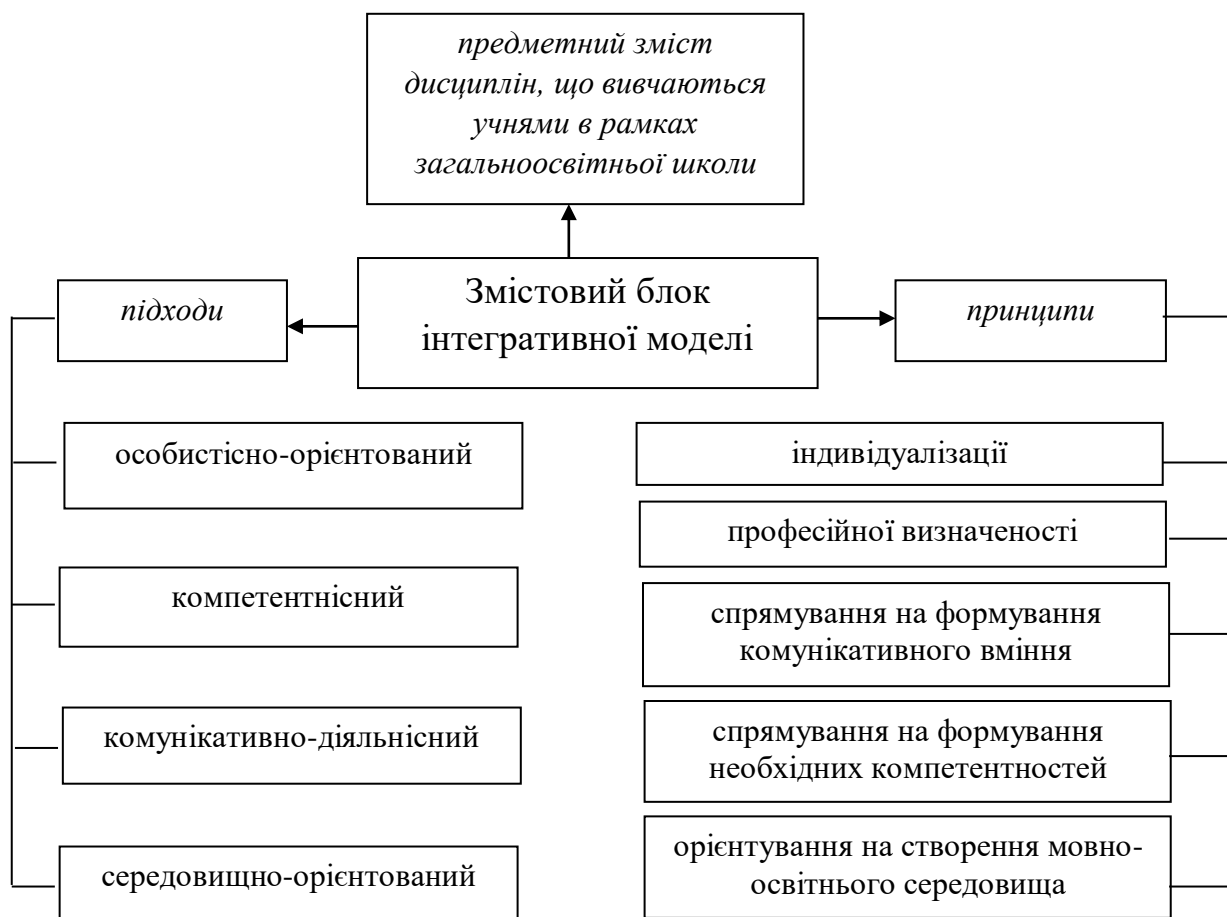 предметний зміст
дисциплін, що вивчаються
учнями в рамках
загальноосвітньої школи
підходи
Змістовий блок
інтегративної моделі
принципи
особистісно-орієнтований
компетентнісний
комунікативно-діяльнісний
середовищно-орієнтований
індивідуалізації
професійної визначеності
спрямування на формування
комунікативного вміння
спрямування на формування
необхідних компетентностей
орієнтування на створення мовно-
освітнього середовища